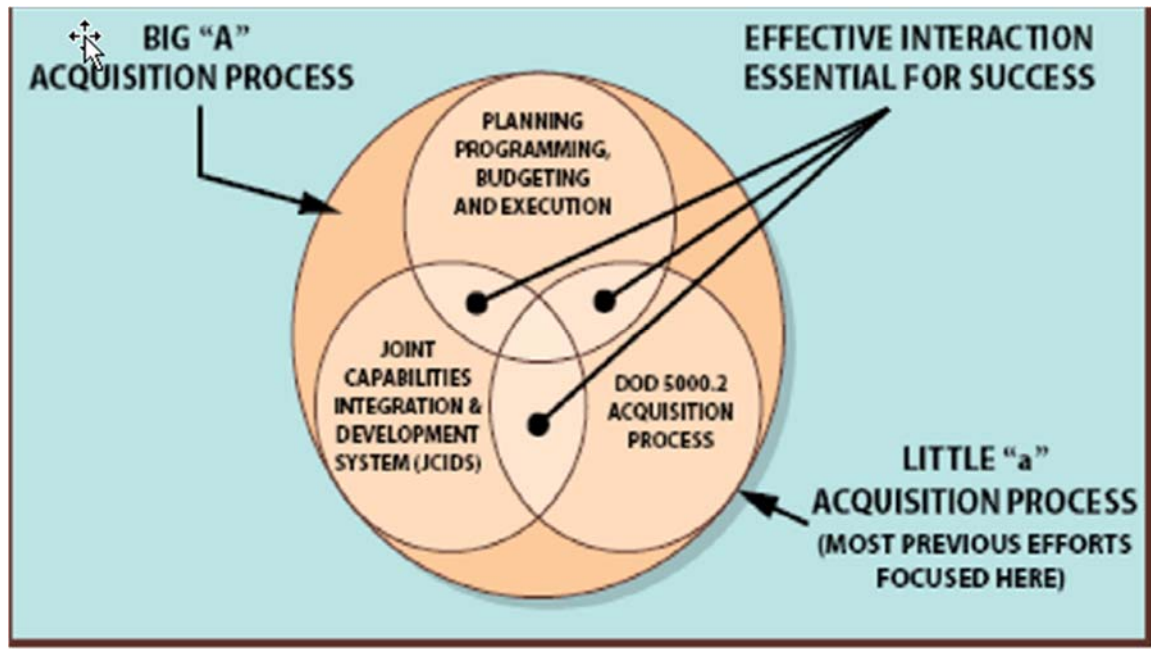 BIG “A”
ACQUISITION PROCESS
EFFECTIVE INTERACTION
ESSENTIAL FOR SUCCESS
PLANNING
PROGRAMMING,
BUDGETING
AND EXECUTION
JOINT
CAPABILITIES
INTEGRATION &
DEVELOPMENT
SYSTEM (JCIDS)
DOD 5000.2
ACQUISITION
PROCESS
LITTLE “a”
ACQUISITION PROCESS
(MOST PREVIOUS EFFORTS
FOCUSED HERE)